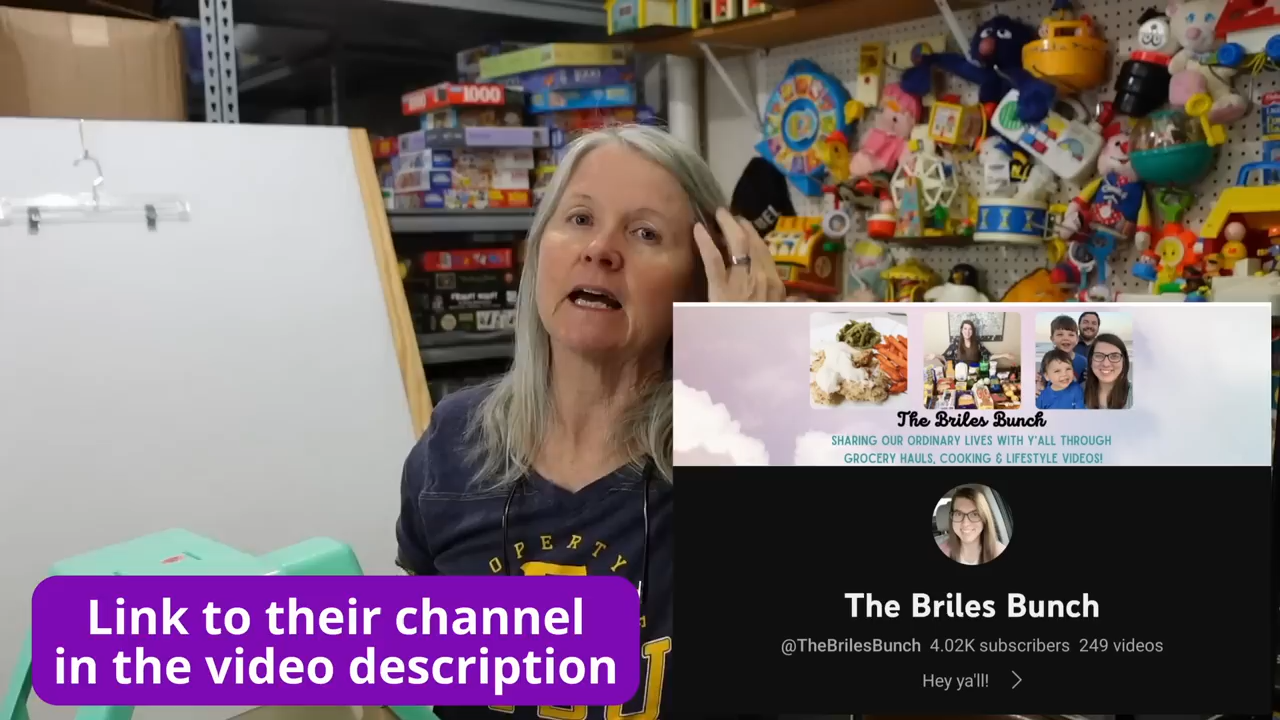 1000
OPERTY
The Briles Bunch
SHARING OUR ORDINARY LIVES WITH Y'ALL THROUGH
GROCERY HAULS, COOKING & LIFESTYLE VIDEOS!
The Briles Bunch
@TheBrilesBunch 4.02K subscribers 249 videos
Hey ya'll!
Link to their channel
in the video description